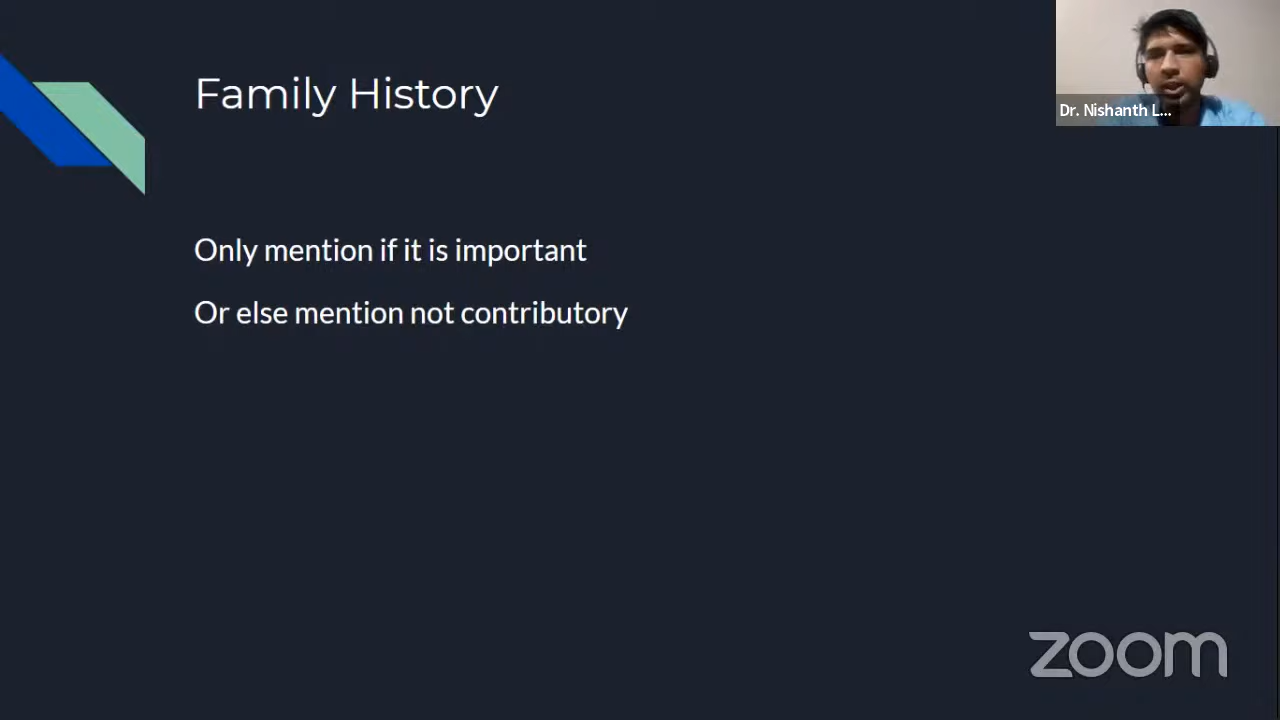 Family History
Dr. Nishanth L...
Only mention if it is important
Or else mention not contributory
zoom